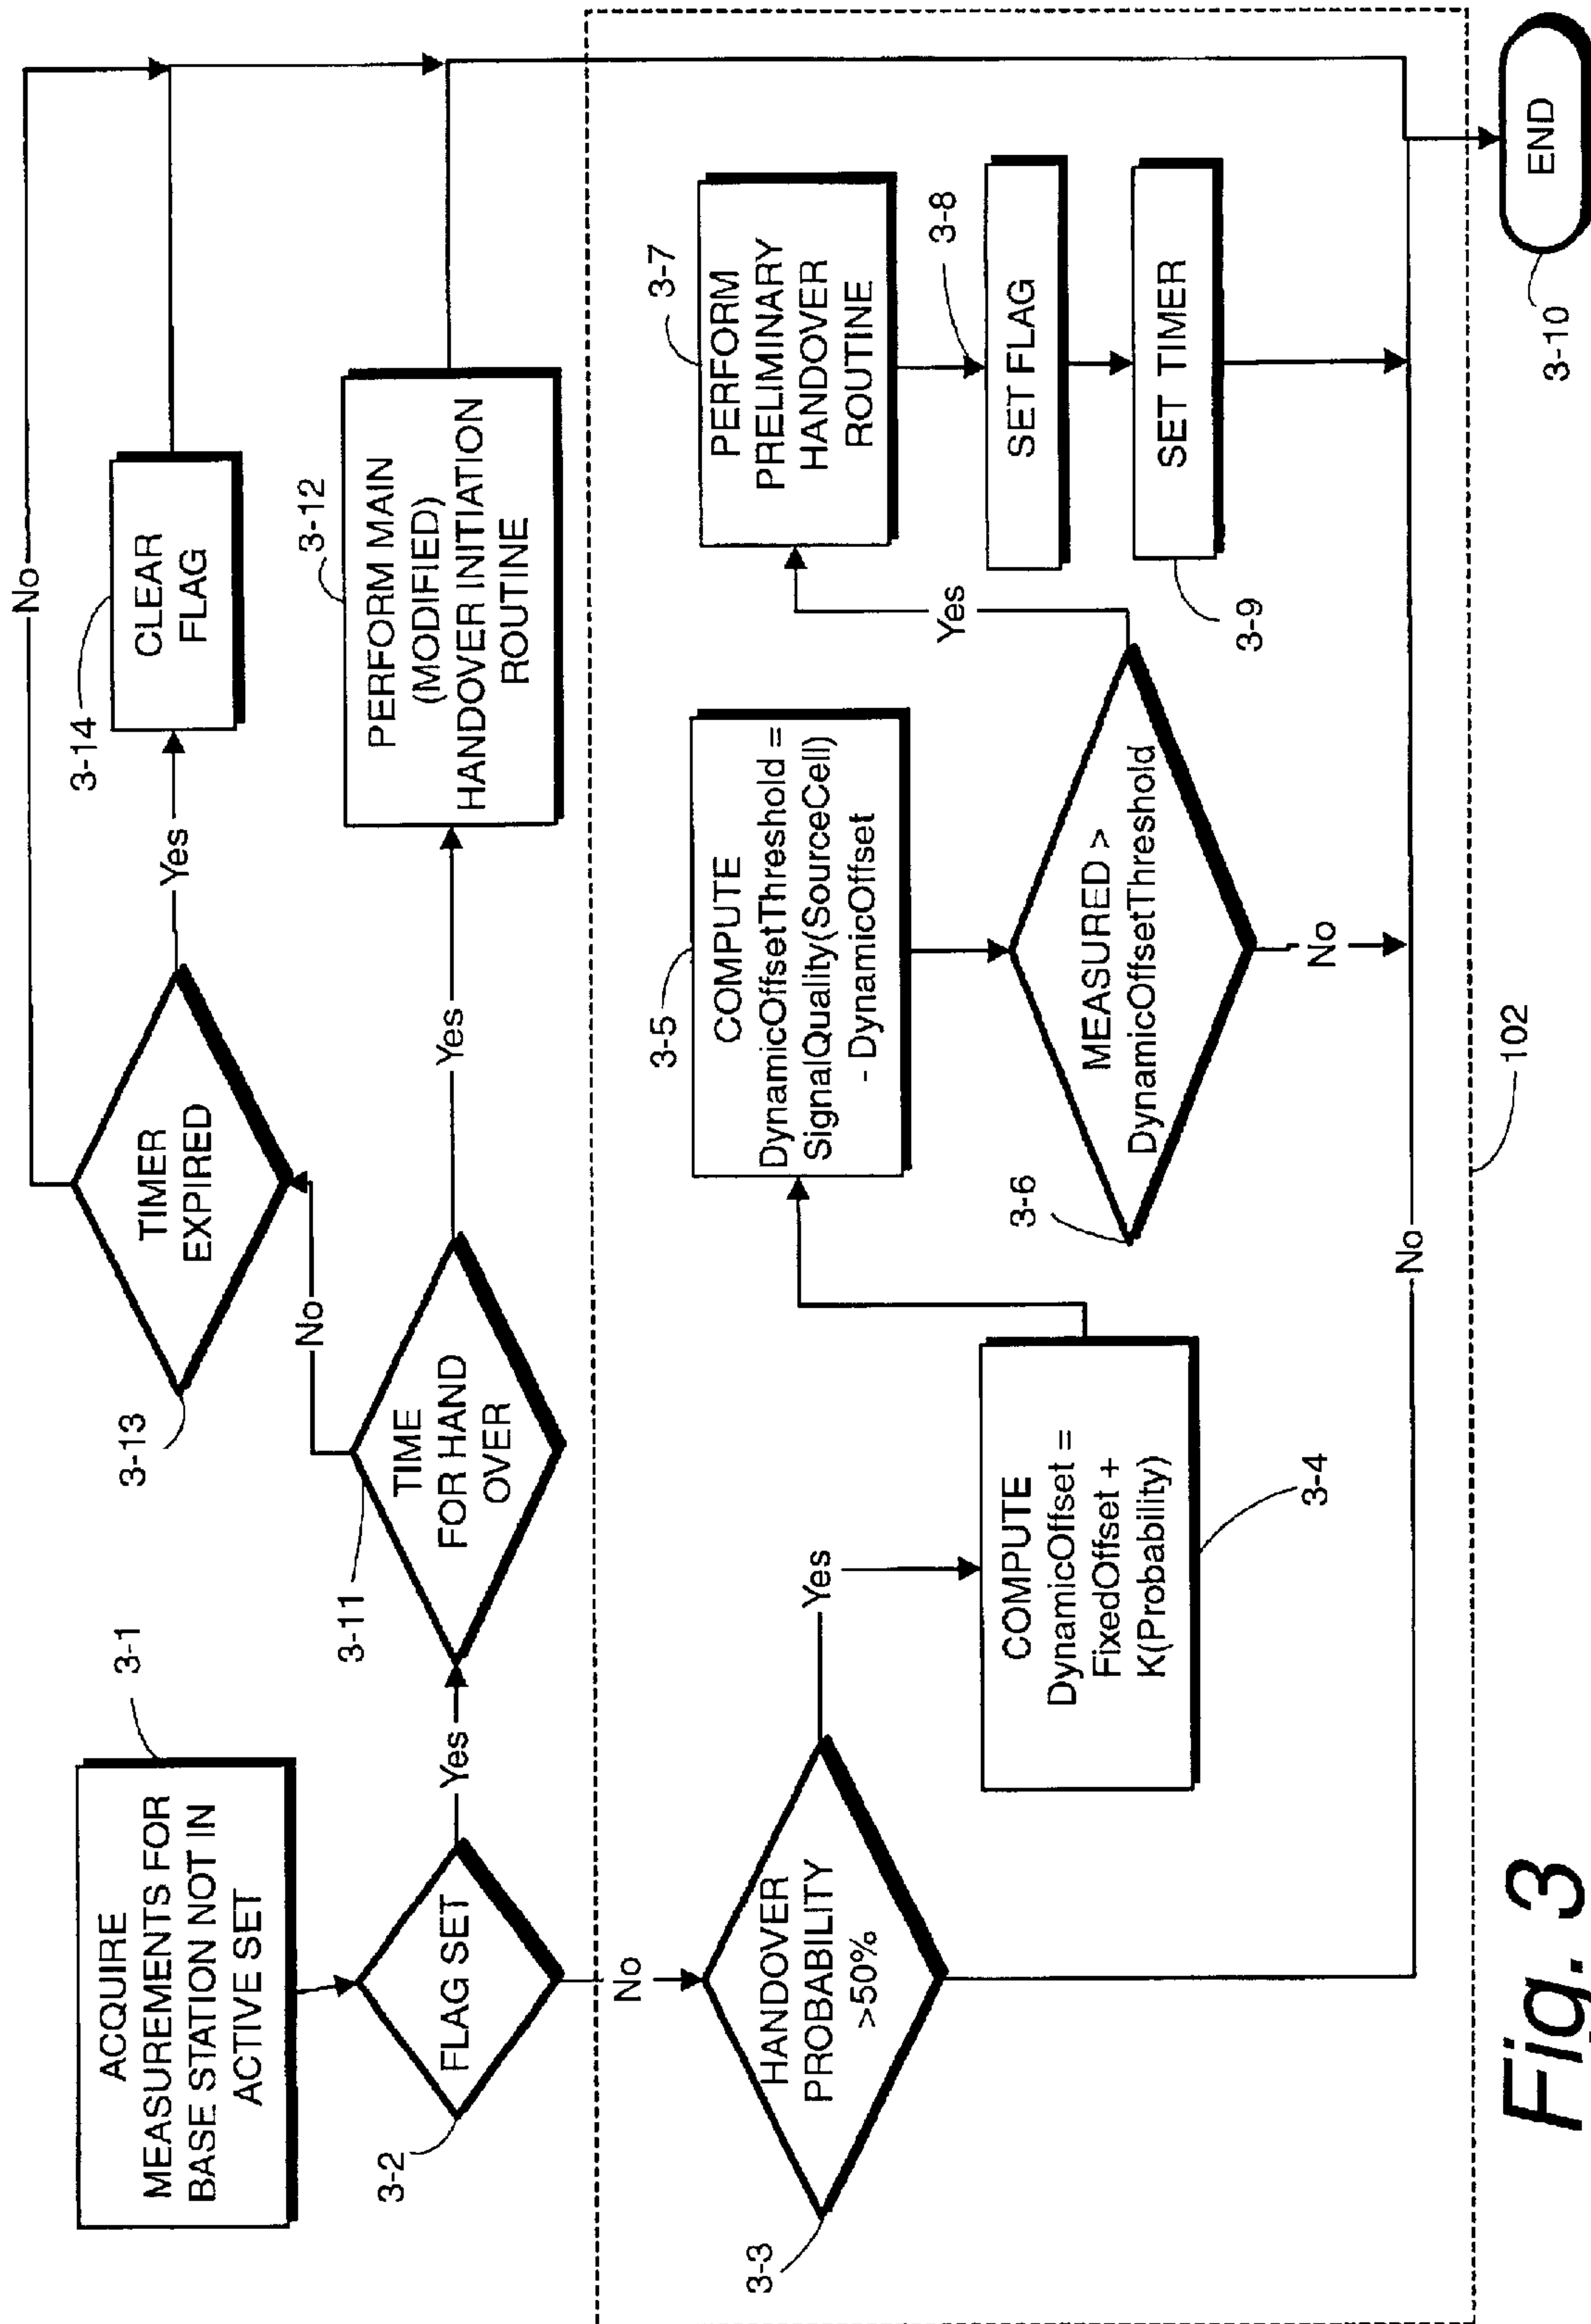 3-1
ACQUIRE
MEASUREMENTS FOR
BASE STATION NOT IN
ACTIVE SET
3-2
FLAG SET
Yes
No
3-11
TIME
FOR HAND
OVER
No
Yes
3-13
TIMER
EXPIRED
No
Yes
3-14
CLEAR
FLAG
3-12
PERFORM MAIN
(MODIFIED)
HANDOVER INITIATION
ROUTINE
3-3
HANDOVER
PROBABILITY
>50%
Yes
No
3-4
COMPUTE
DynamicOffset =
FixedOffset +
K(Probability)
3-5
COMPUTE
DynamicOffsetThreshold =
SignalQuality(SourceCell)
- DynamicOffset
3-6
MEASURED >
DynamicOffsetThreshold
Yes
No
3-7
PERFORM
PRELIMINARY
HANDOVER
ROUTINE
3-8
SET FLAG
3-9
SET TIMER
102
3-10
END
Fig. 3